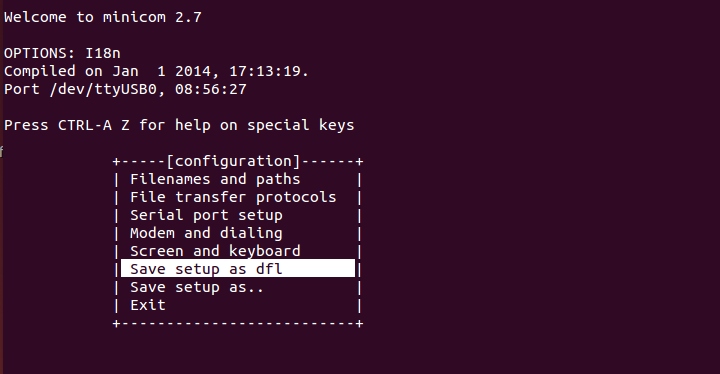 Welcome to minicom 2.7
OPTIONS: I18n
Compiled on Jan  1 2014, 17:13:19.
Port /dev/ttyUSB0, 08:56:27
Press CTRL-A Z for help on special keys
+-----[configuration]------+
| Filenames and paths      |
| File transfer protocols  |
| Serial port setup        |
| Modem and dialing        |
| Screen and keyboard      |
| Save setup as dfl        |
| Save setup as..          |
| Exit                     |
+--------------------------+